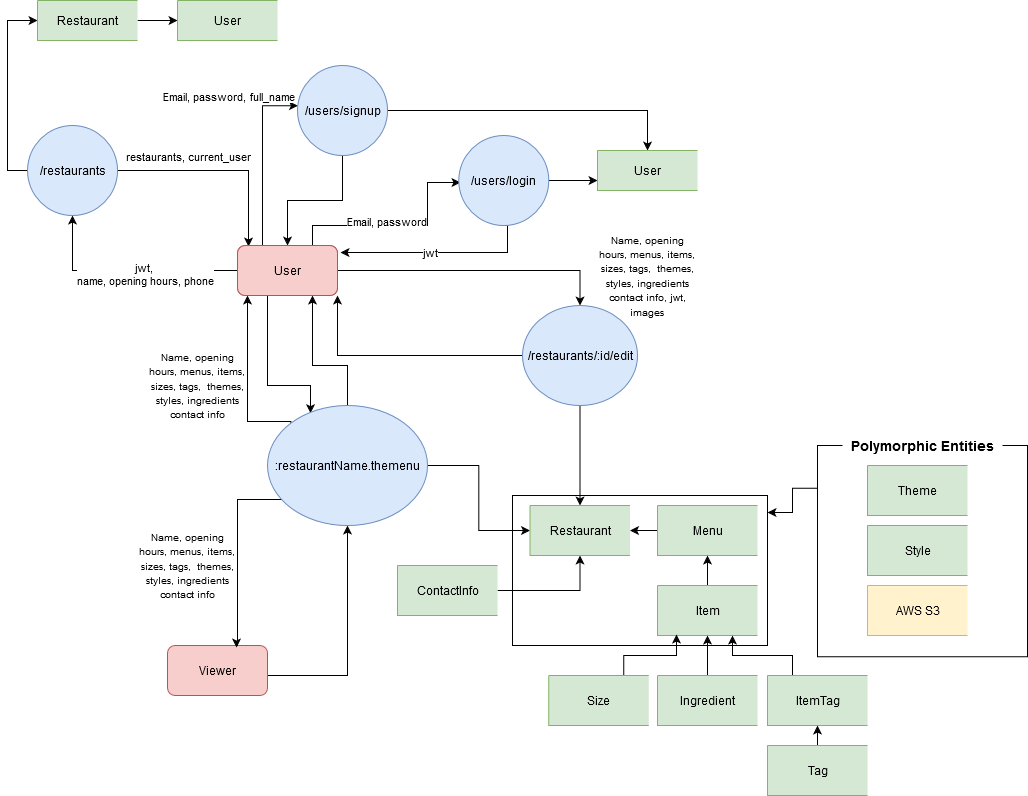 Restaurant
User
Email, password, full_name
/users/signup
/restaurants
restaurants, current_user
/users/login
User
Email, password
jwt
User
jwt,
name, opening hours, phone
Name, opening
hours, menus, items,
sizes, tags, themes,
styles, ingredients
contact info, jwt,
images
/restaurants/:id/edit
Name, opening
hours, menus, items,
sizes, tags, themes,
styles, ingredients
contact info
:restaurantName.themenu
Polymorphic Entities
Theme
Style
AWS S3
Restaurant
Menu
ContactInfo
Item
Name, opening
hours, menus, items,
sizes, tags, themes,
styles, ingredients
contact info
Viewer
Size
Ingredient
ItemTag
Tag